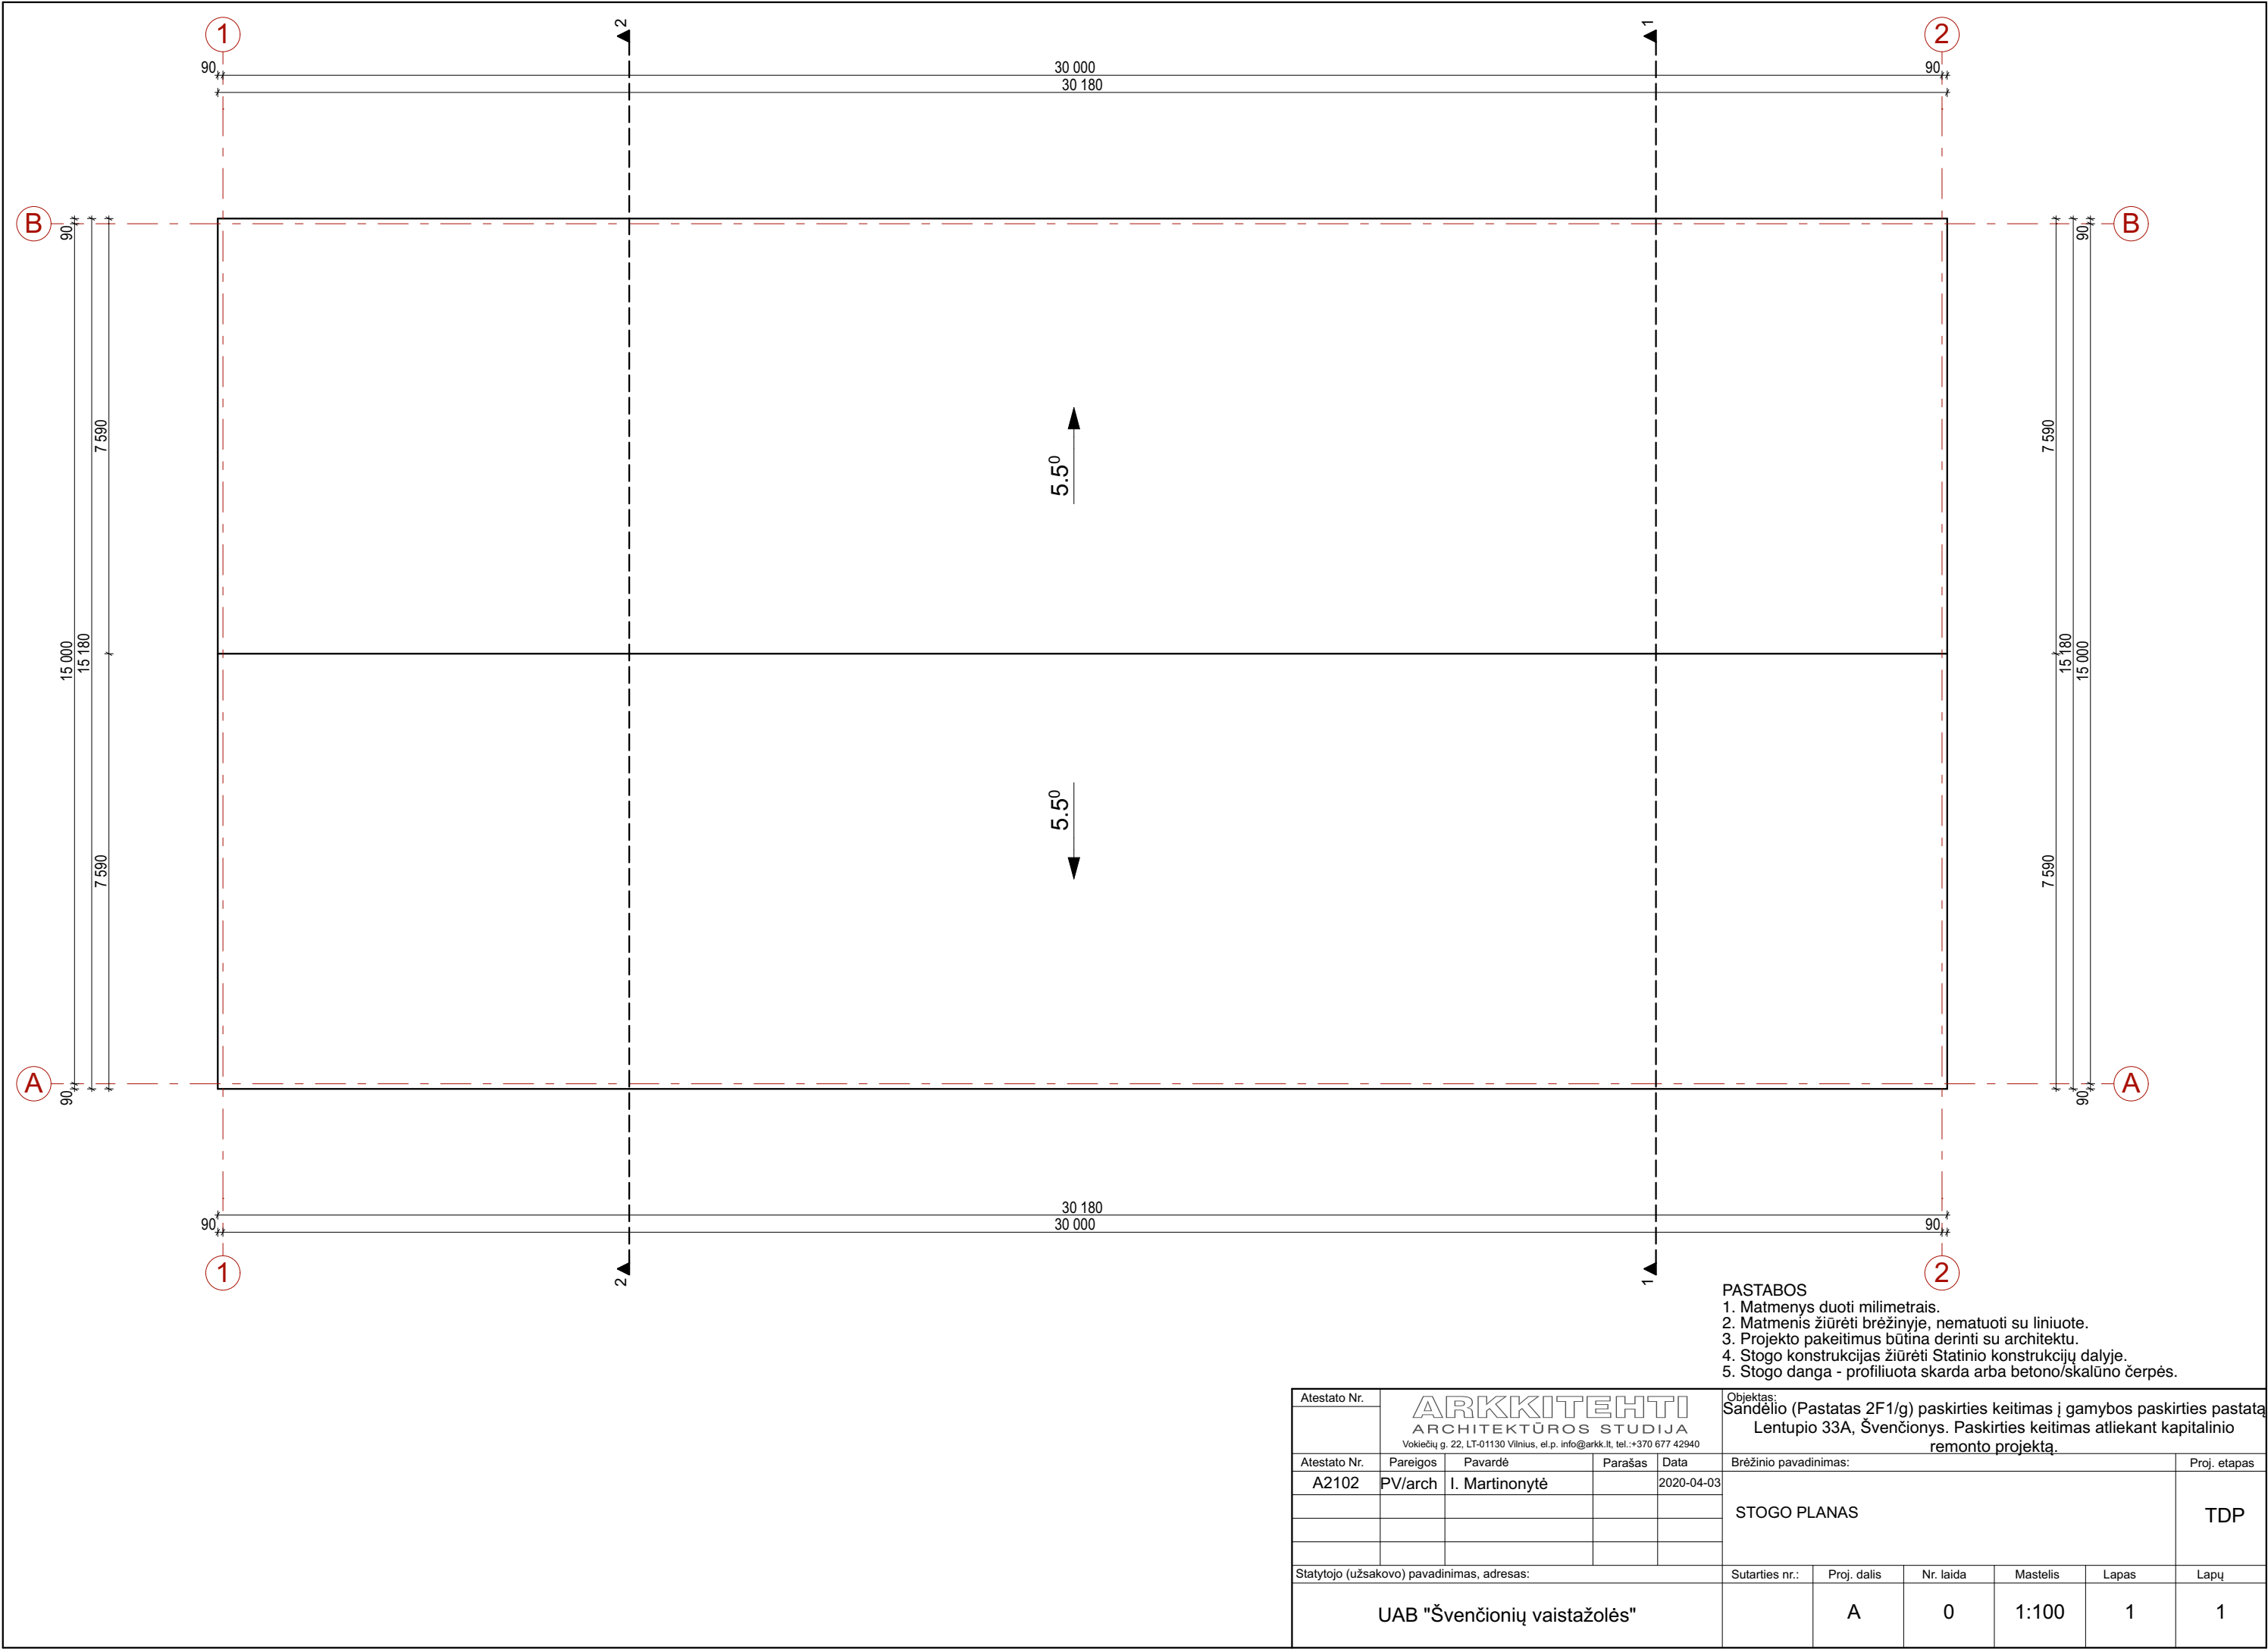 1
2
1
2
90
30 000
90
30 180
B
B
90
90
7 590
7 590
5.5⁰
15 000
15 180
15 180
15 000
5.5⁰
7 590
7 590
A
A
90
90
30 180
90
30 000
90
1
2
1
2
PASTABOS
1. Matmenys duoti milimetrais.
2. Matmenis žiūrėti brėžinyje, nematuoti su liniuote.
3. Projekto pakeitimus būtina derinti su architektu.
4. Stogo konstrukcijas žiūrėti Statinio konstrukcijų dalyje.
5. Stogo danga - profiliuota skarda arba betono/skalūno čerpės.
Atestato Nr.
ARKKITEHTI
ARCHITEKTŪROS STUDIJA
Vokiečių g. 22, LT-01130 Vilnius, el.p. info@arkk.lt, tel.:+370 677 42940
Objektas:
Sandėlio (Pastatas 2F1/g) paskirties keitimas į gamybos paskirties pastatą
Lentupio 33A, Švenčionys. Paskirties keitimas atliekant kapitalinio
remonto projektą.
Atestato Nr. Pareigos Pavardė Parašas Data
A2102 PV/arch I. Martinonytė 2020-04-03
Brėžinio pavadinimas: Proj. etapas
STOGO PLANAS TDP
Statytojo (užsakovo) pavadinimas, adresas:
UAB "Švenčionių vaistažolės"
Sutarties nr.: Proj. dalis Nr. laida Mastelis Lapas Lapų
A 0 1:100 1 1